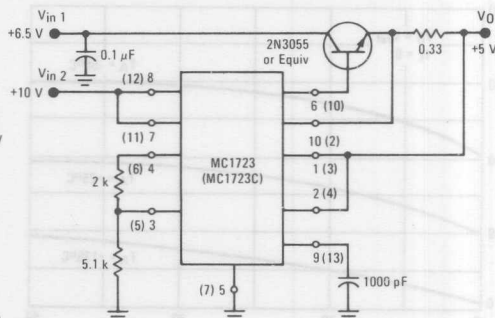 Vin 1
+6.5 V
0.1 μF
2N3055
or Equiv
VO
+5 V
0.33
Vin 2
+10 V
(12) 8
(11) 7
(6) 4
(5) 3
2 k
5.1 k
MC1723
(MC1723C)
6 (10)
10 (2)
1 (3)
2 (4)
9 (13)
1000 pF
(7) 5